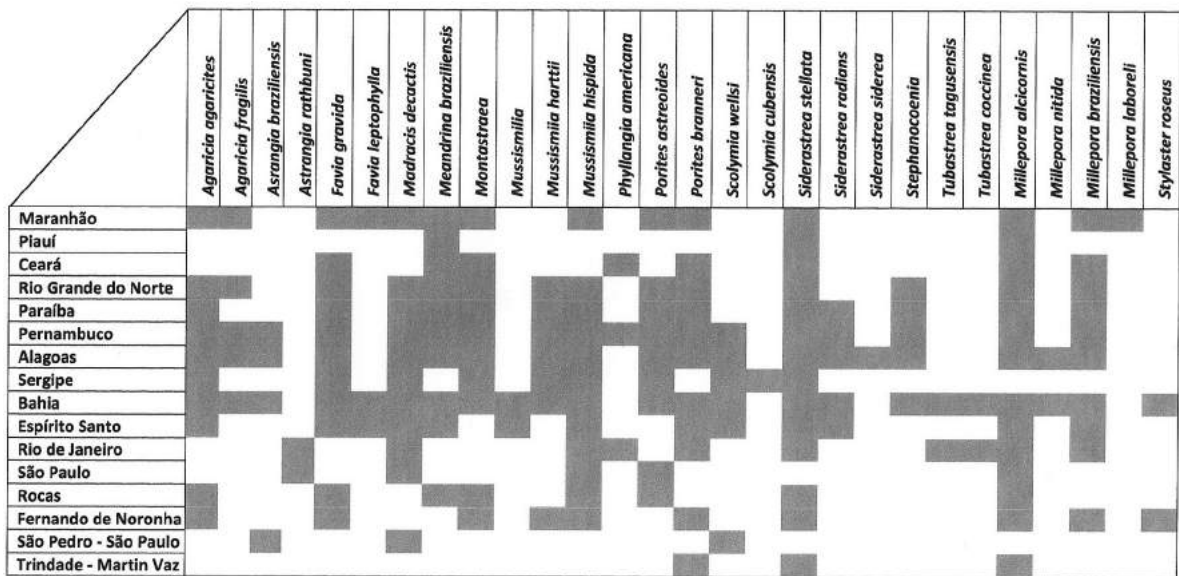 Agaricia agaricites
Agaricia fragilis
Asrangia braziliensis
Astrangia rathbuni
Favia gravida
Favia leptophylla
Madracis decactis
Meandrina braziliensis
Montastraea
Mussismilia
Mussismiia harttii
Mussismiia hispida
Phyllangia americana
Porites astreoides
Porites branneri
Scolymia wellsi
Scolymia cubensis
Siderastrea stellata
Siderastrea radians
Siderastrea siderea
Stephanocoenia
Tubastrea tagusensis
Tubastrea coccinea
Millepora alcicornis
Millepora nitida
Millepora braziliensis
Millepora laboreli
Stylaster roseus
Maranhão
Piauí
Ceará
Rio Grande do Norte
Paraíba
Pernambuco
Alagoas
Sergipe
Bahia
Espírito Santo
Rio de Janeiro
São Paulo
Rocas
Fernando de Noronha
São Pedro - São Paulo
Trindade - Martin Vaz